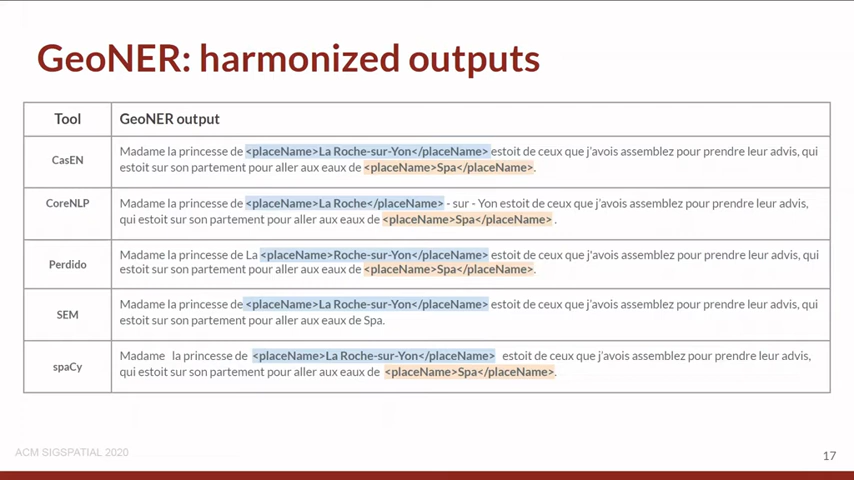 GeoNER: harmonized outputs
Tool GeoNER output
CasEN
Madame la princesse de <placeName>La Roche-sur-Yon</placeName> estoit de ceux que j'avois assemblez pour prendre leur advis, qui
estoit sur son partement pour aller aux eaux de <placeName>Spa</placeName>.
CoreNLP
Madame la princesse de <placeName>La Roche</placeName> - sur - Yon estoit de ceux que j'avois assemblez pour prendre leur advis,
qui estoit sur son partement pour aller aux eaux de <placeName>Spa</placeName> .
Perdido
Madame la princesse de La <placeName>Roche-sur-Yon</placeName> estoit de ceux que j'avois assemblez pour prendre leur advis, qui
estoit sur son partement pour aller aux eaux de <placeName>Spa</placeName>.
SEM
Madame la princesse de <placeName>La Roche-sur-Yon</placeName> estoit de ceux que j'avois assemblez pour prendre leur advis, qui
estoit sur son partement pour aller aux eaux de Spa.
spaCy
Madame la princesse de <placeName>La Roche-sur-Yon</placeName> estoit de ceux que j'avois assemblez pour prendre leur advis,
qui estoit sur son partement pour aller aux eaux de <placeName>Spa</placeName>.
ACM SIGSPATIAL 2020
17